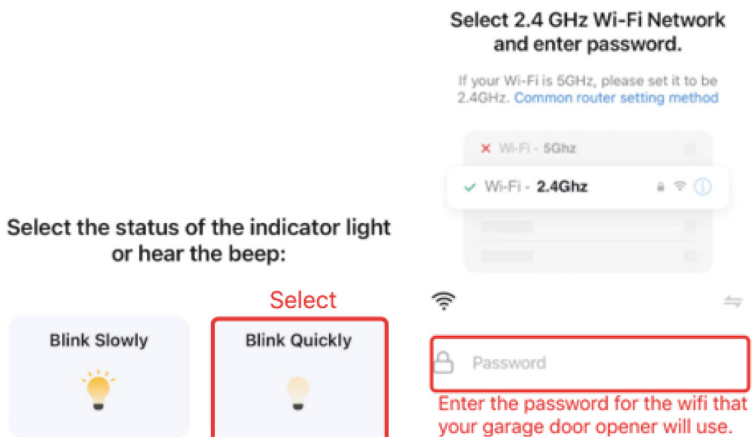 Select 2.4 GHz Wi-Fi Network
and enter password.
If your Wi-Fi is 5GHz, please set it to be
2.4GHz. Common router setting method
Wi-Fi - 5Ghz
Wi-Fi - 2.4Ghz
Select the status of the indicator light
or hear the beep:
Select
Blink Slowly
Blink Quickly
Password
Enter the password for the wifi that
your garage door opener will use.